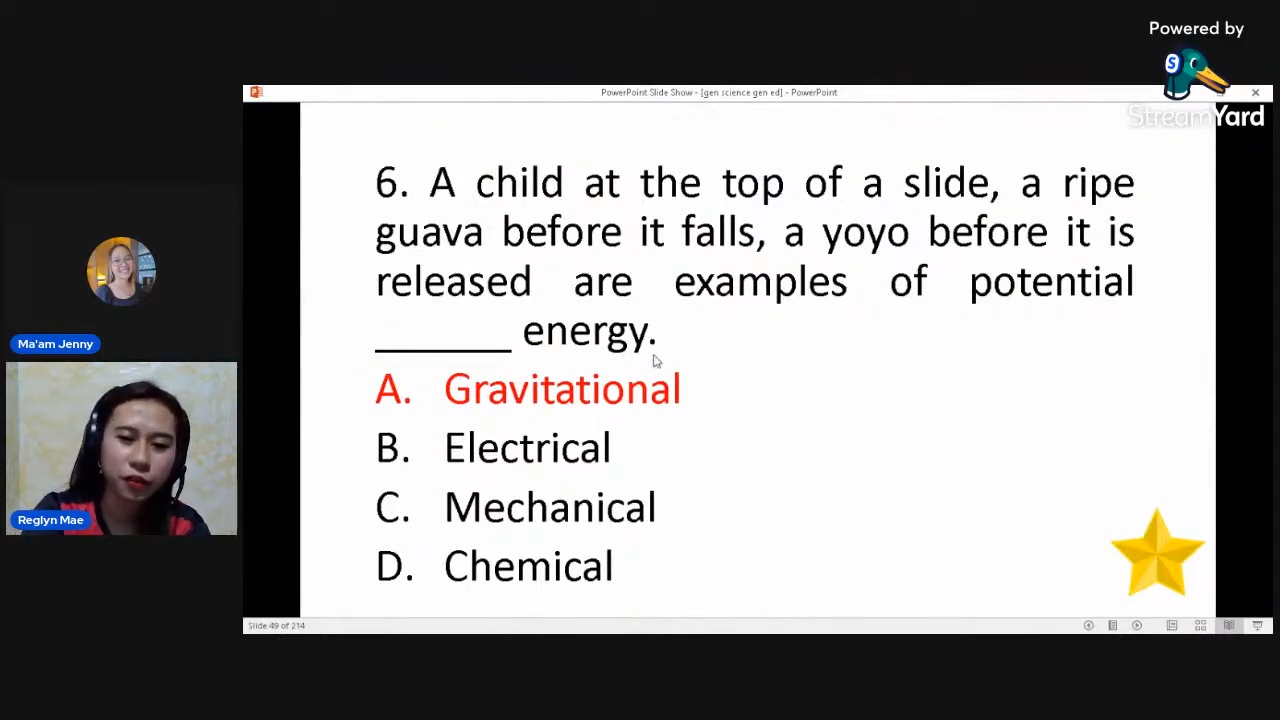 Powered by
S
StreamYard
PowerPoint Slide Show - [gen science gen ed] - PowerPoint
6. A child at the top of a slide, a ripe
guava before it falls, a yoyo before it is
released are examples of potential
______ energy.
A. Gravitational
B. Electrical
C. Mechanical
D. Chemical
Ma'am Jenny
Reglyn Mae
Slide 49 of 214